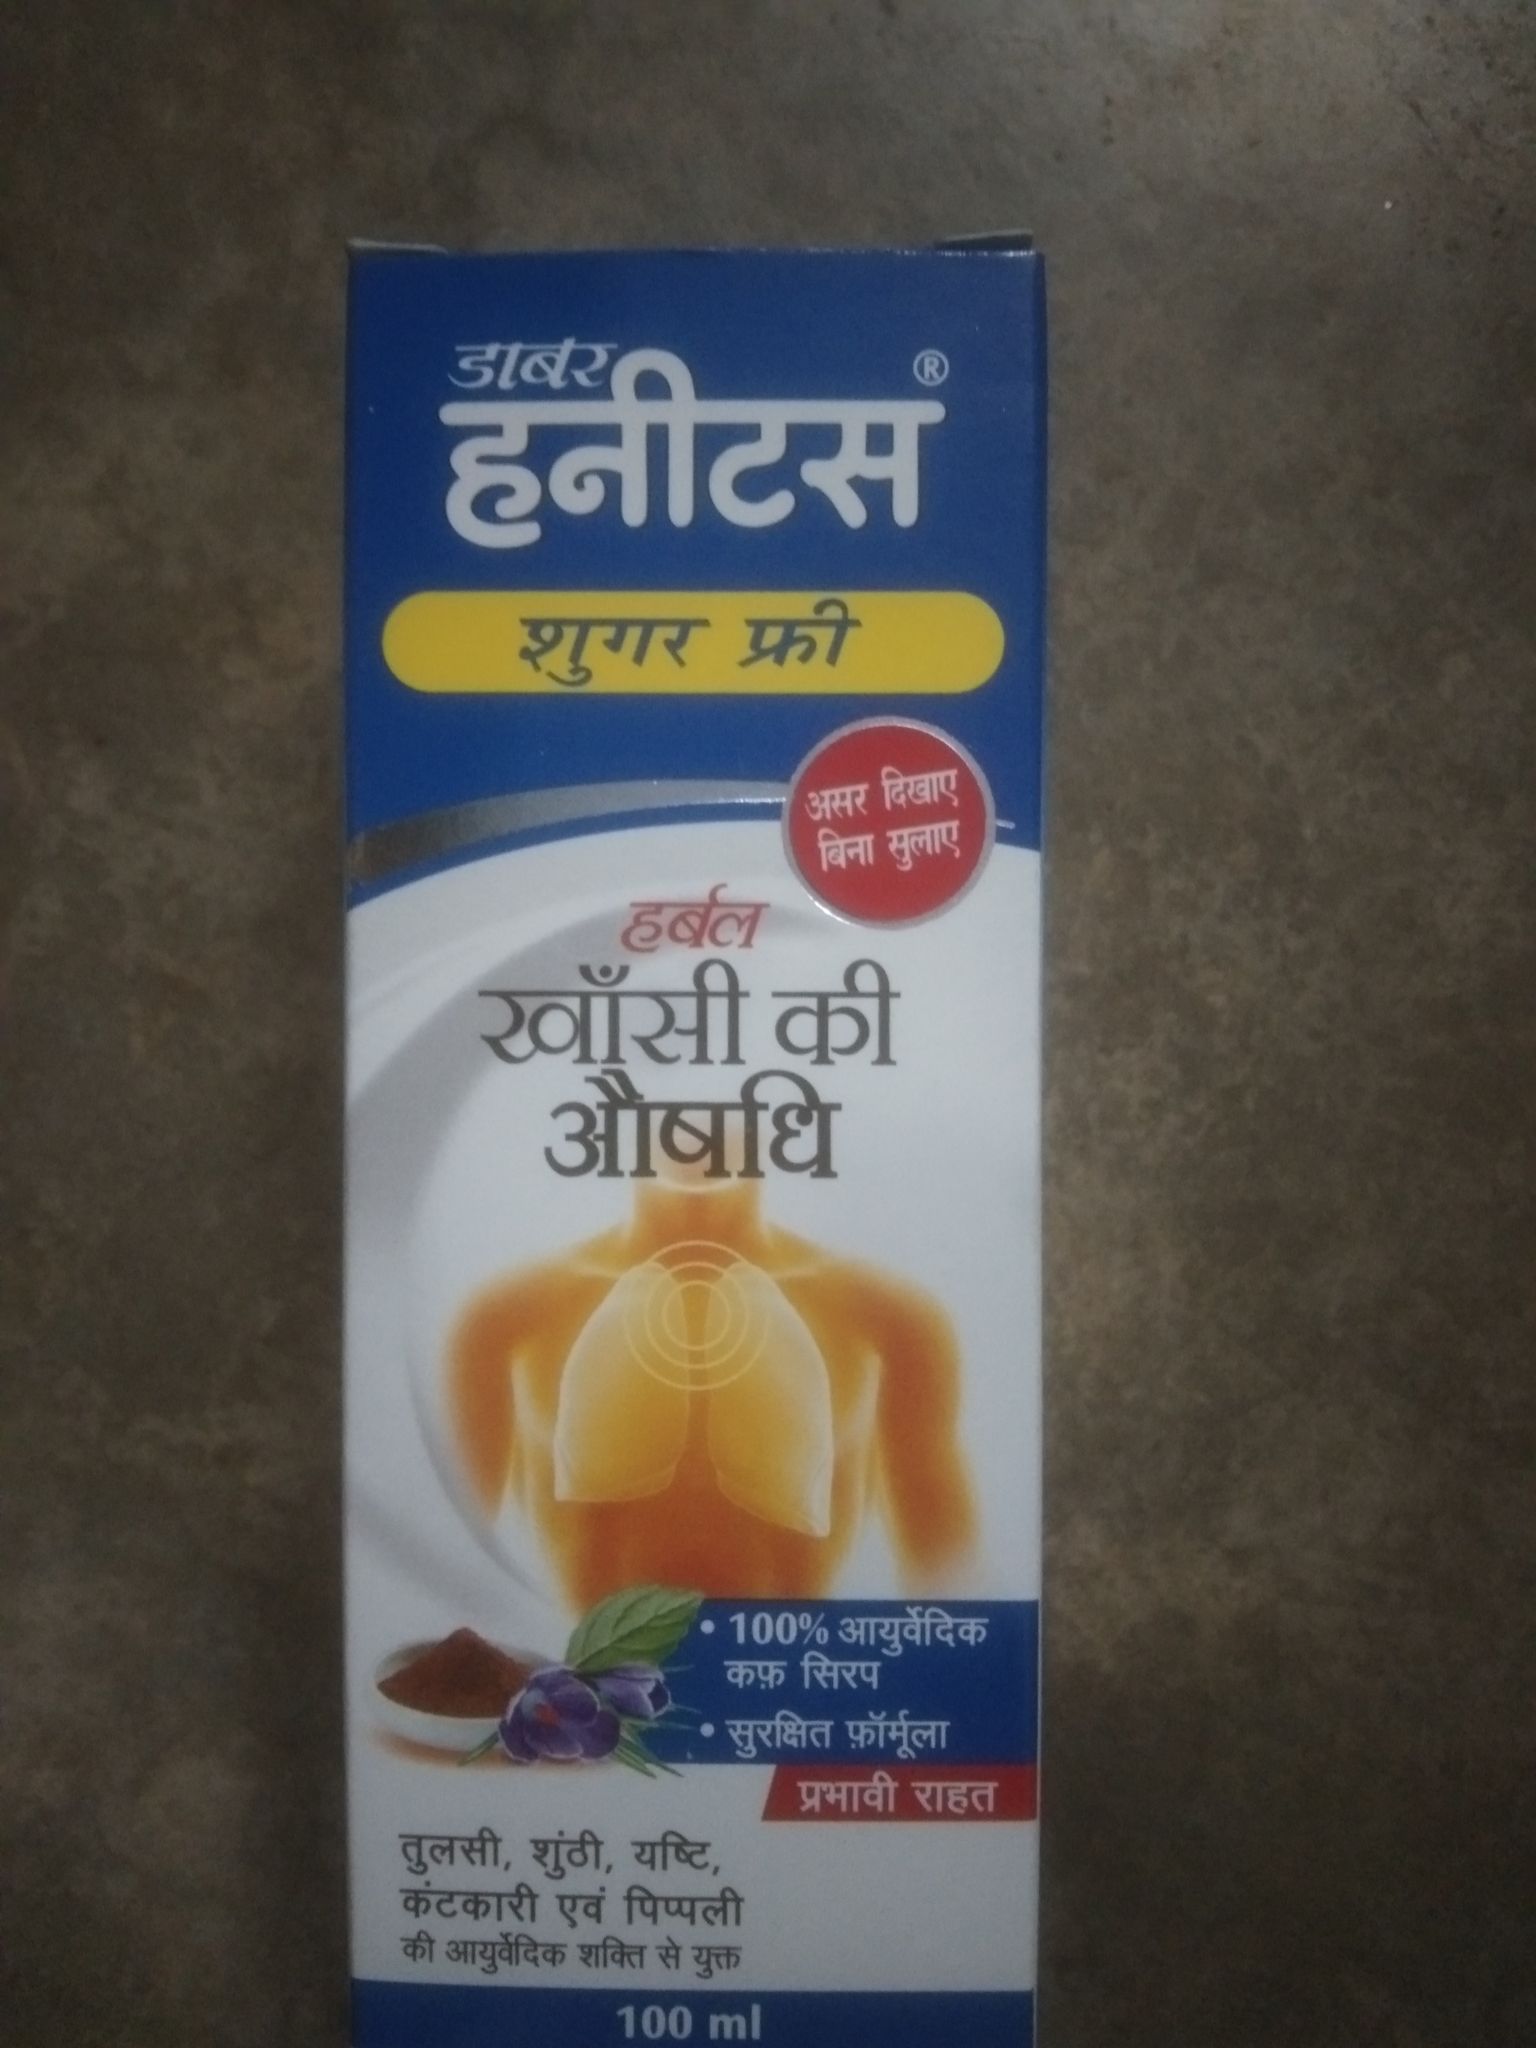 डाबर
हनीटस ®
शुगर फ्री
असर दिखाए
बिना सुलाए
हर्बल
खाँसी की
औषधि
• 100% आयुर्वेदिक
कफ़ सिरप
• सुरक्षित फ़ॉर्मूला
प्रभावी राहत
तुलसी, शुंठी, यष्टि,
कंटकारी एवं पिप्पली
की आयुर्वेदिक शक्ति से युक्त
100 ml